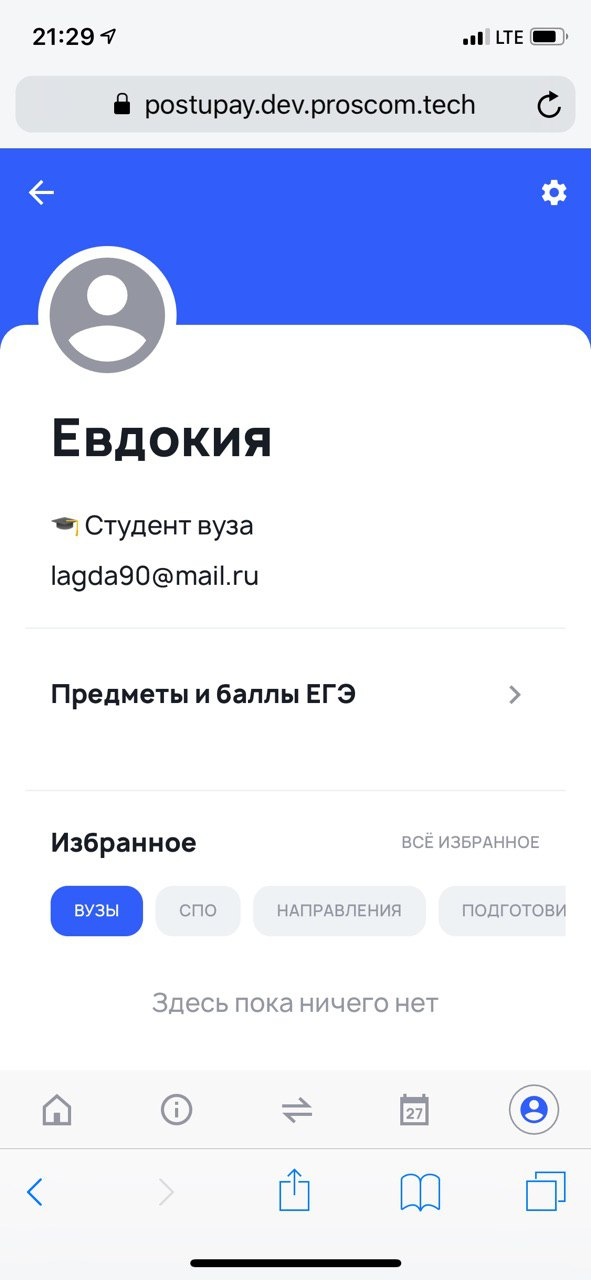 21:29
LTE
postupay.dev.proscom.tech
Евдокия
Студент вуза
lagda90@mail.ru
Предметы и баллы ЕГЭ
Избранное
ВСЁ ИЗБРАННОЕ
ВУЗЫ
СПО
НАПРАВЛЕНИЯ
ПОДГОТОВИ
Здесь пока ничего нет
27